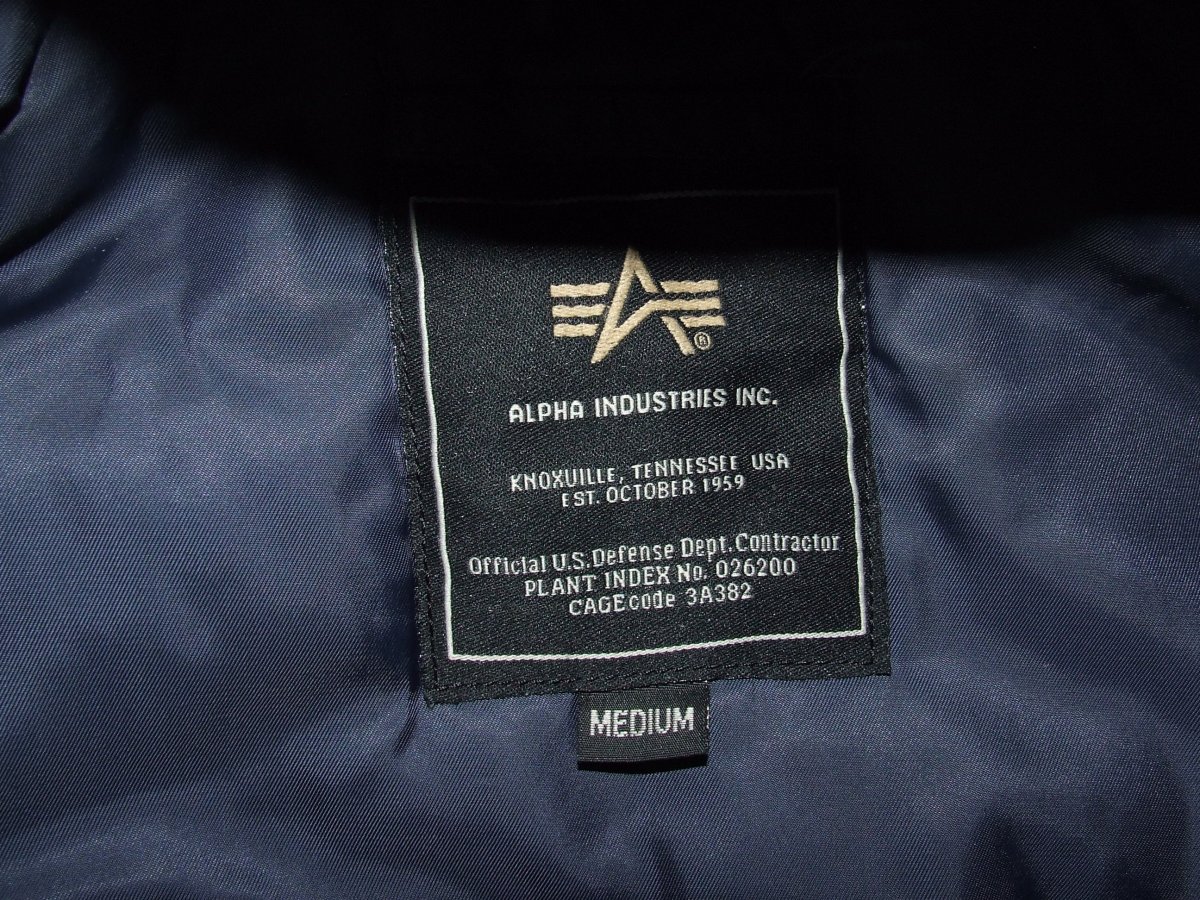 ®
ALPHA INDUSTRIES INC.
KNOXVILLE, TENNESSEE USA
EST. OCTOBER 1959
Official U.S. Defense Dept. Contractor
PLANT INDEX No. 026200
CAGEcode 3A382
MEDIUM